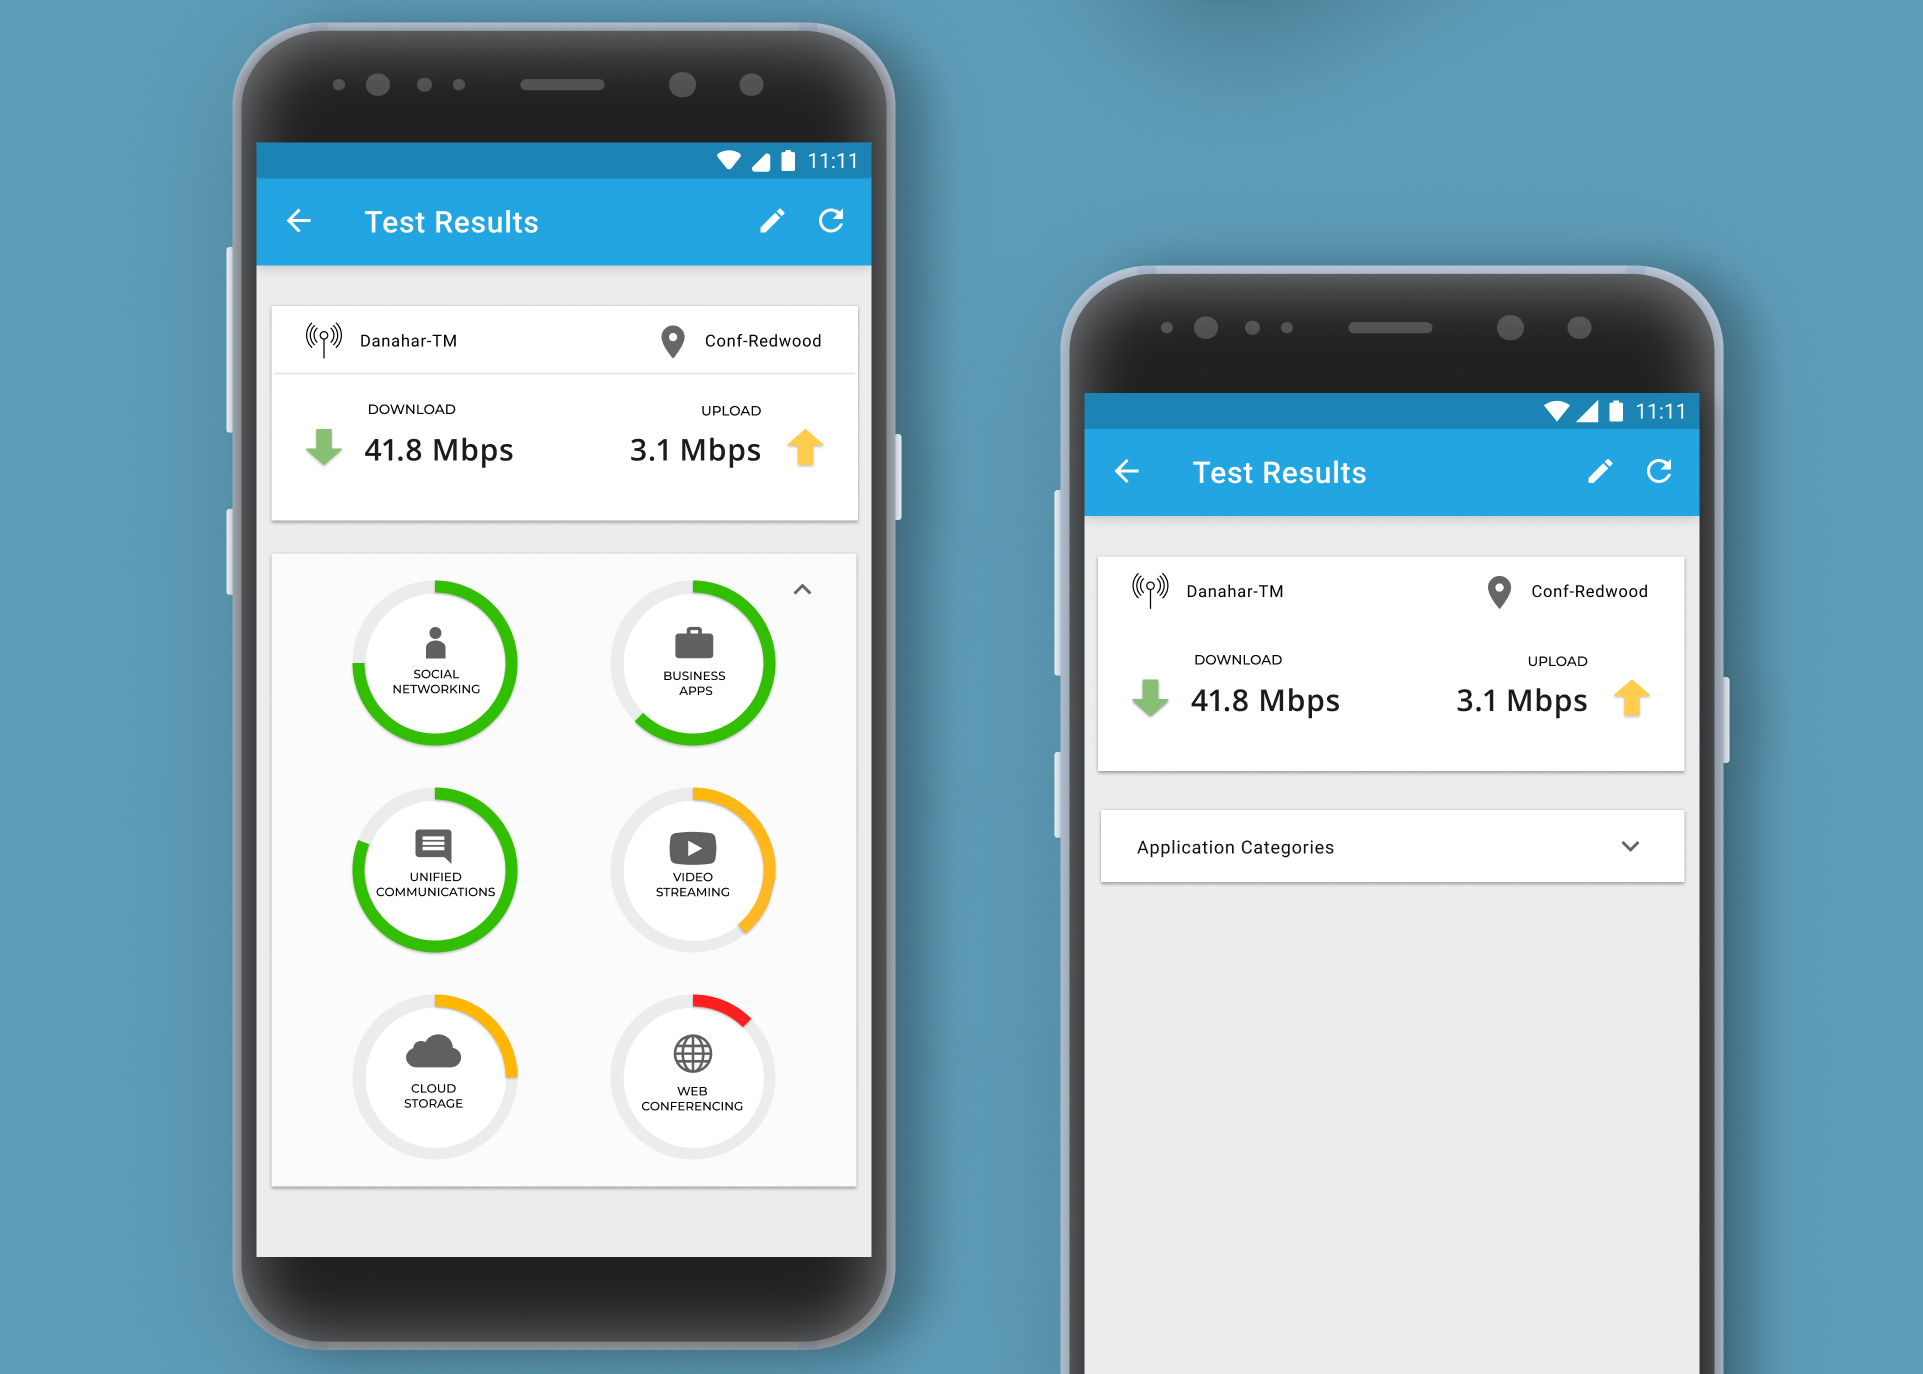 11:11
Test Results
Danahar-TM
Conf-Redwood
DOWNLOAD
UPLOAD
41.8 Mbps
3.1 Mbps
SOCIAL
NETWORKING
BUSINESS
APPS
UNIFIED
COMMUNICATIONS
VIDEO
STREAMING
CLOUD
STORAGE
WEB
CONFERENCING
11:11
Test Results
Danahar-TM
Conf-Redwood
DOWNLOAD
UPLOAD
41.8 Mbps
3.1 Mbps
Application Categories